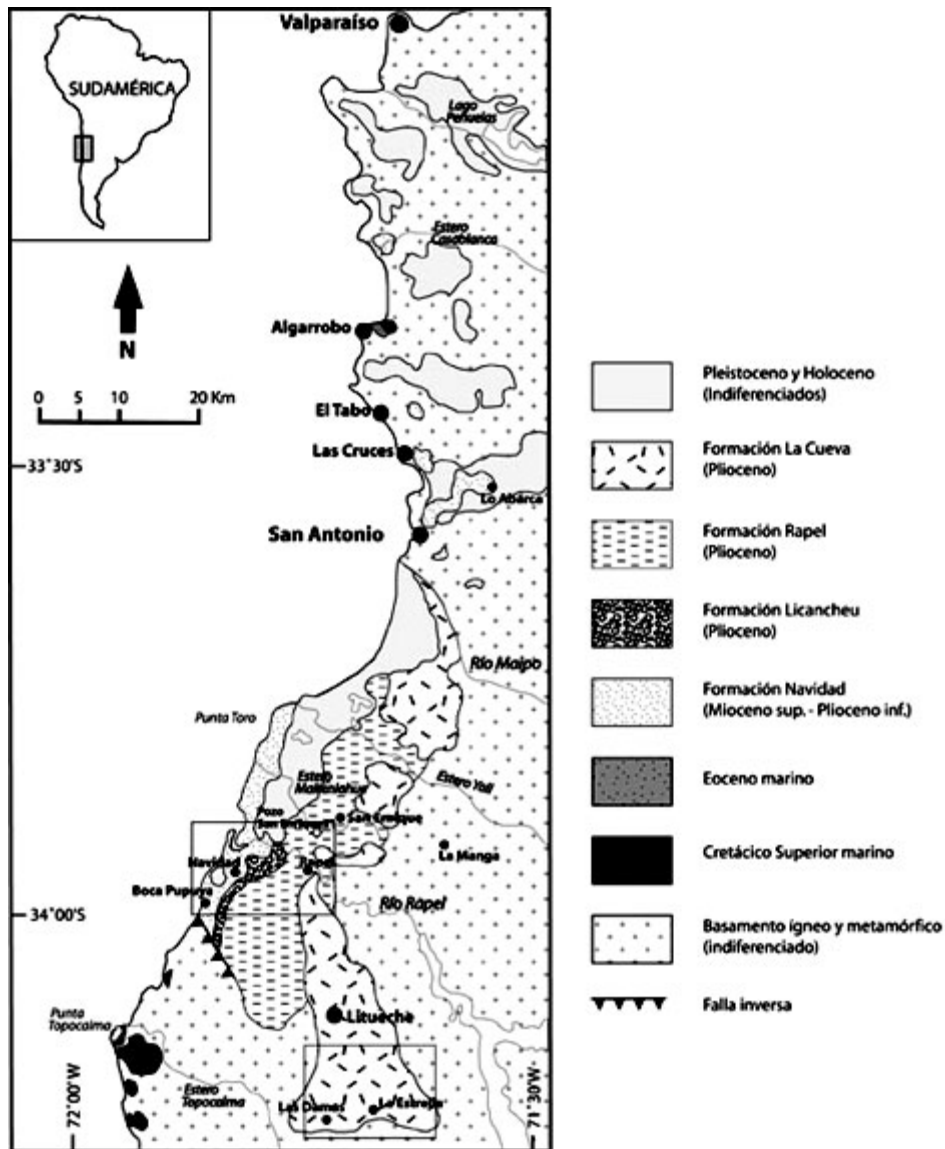 Valparaíso
SUDAMÉRICA
Lago
Peñuelas
Estero
Casablanca
N
Algarrobo
0 5 10 20 Km
El Tabo
Las Cruces
33°30'S
Lo Abarca
San Antonio
Río Maipo
Punta Toro
Estero
Estero Yali
Pozo
San Enrique
Navidad
Rapel
La Manga
Boca Pupuya
Río Rapel
34°00'S
Litueche
Punta
Topocalma
Estero
Topocalma
Las Damas
La Estrella
72°00'W
71°30'W
Pleistoceno y Holoceno
(Indiferenciados)
Formación La Cueva
(Plioceno)
Formación Rapel
(Plioceno)
Formación Licancheu
(Plioceno)
Formación Navidad
(Mioceno sup. - Plioceno inf.)
Eoceno marino
Cretácico Superior marino
Basamento ígneo y metamórfico
(indiferenciado)
Falla inversa